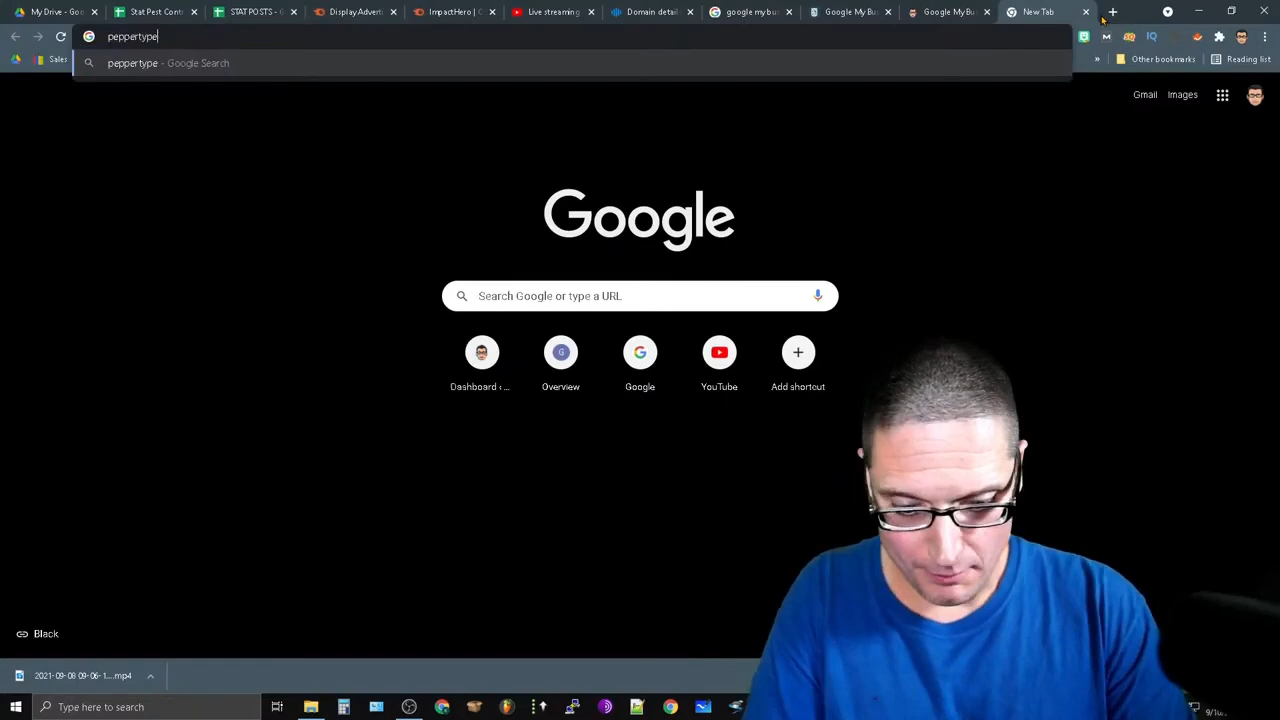 My Drive - Goo
Stat Pest Cont
STAT POSTS - G
Display Adverti
ImpactHero | C
Live streaming
Domain detail
google my bus
Google My Bu
Google My Bu
New Tab
peppertype
peppertype - Google Search
Sales
»
Other bookmarks
Reading list
Gmail
Images
Google
Search Google or type a URL
G
Dashboard ‹ ...
Overview
Google
YouTube
Add shortcut
Black
2021-09-08 09-06-1....mp4
Type here to search